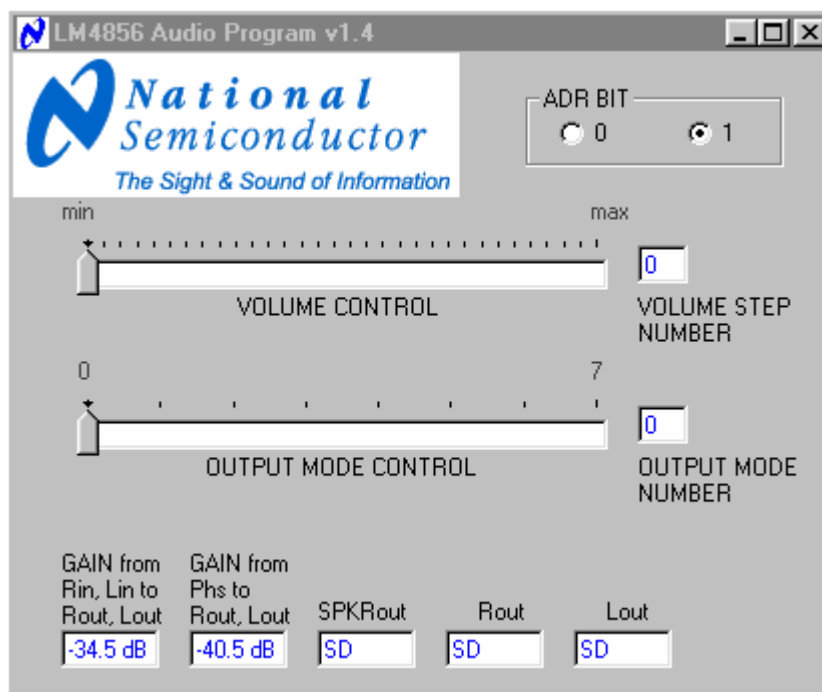 LM4856 Audio Program v1.4
National
Semiconductor
The Sight & Sound of Information
ADR BIT
0 1
min max
0
VOLUME CONTROL
VOLUME STEP
NUMBER
0 7
0
OUTPUT MODE CONTROL
OUTPUT MODE
NUMBER
GAIN from
Rin, Lin to
Rout, Lout
-34.5 dB
GAIN from
Phs to
Rout, Lout
-40.5 dB
SPKRout
SD
Rout
SD
Lout
SD